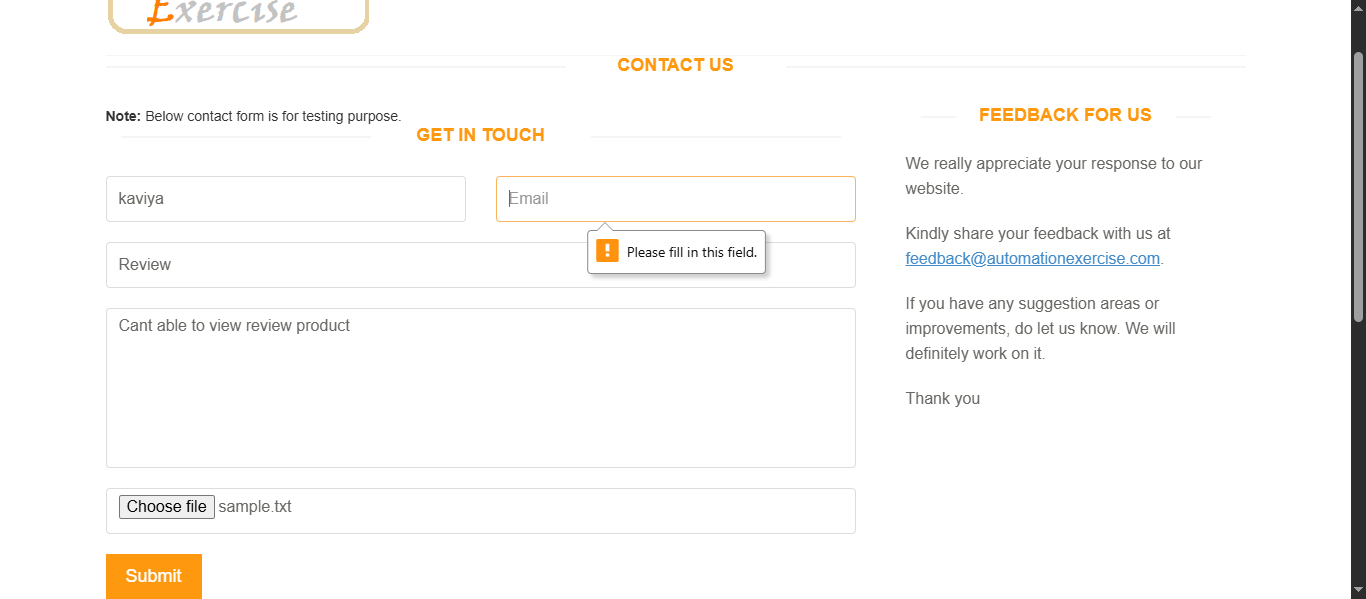 Exercise
CONTACT US
Note: Below contact form is for testing purpose.
GET IN TOUCH
kaviya
Email
Please fill in this field.
Review
Cant able to view review product
Choose file sample.txt
Submit
FEEDBACK FOR US
We really appreciate your response to our
website.
Kindly share your feedback with us at
feedback@automationexercise.com.
If you have any suggestion areas or
improvements, do let us know. We will
definitely work on it.
Thank you